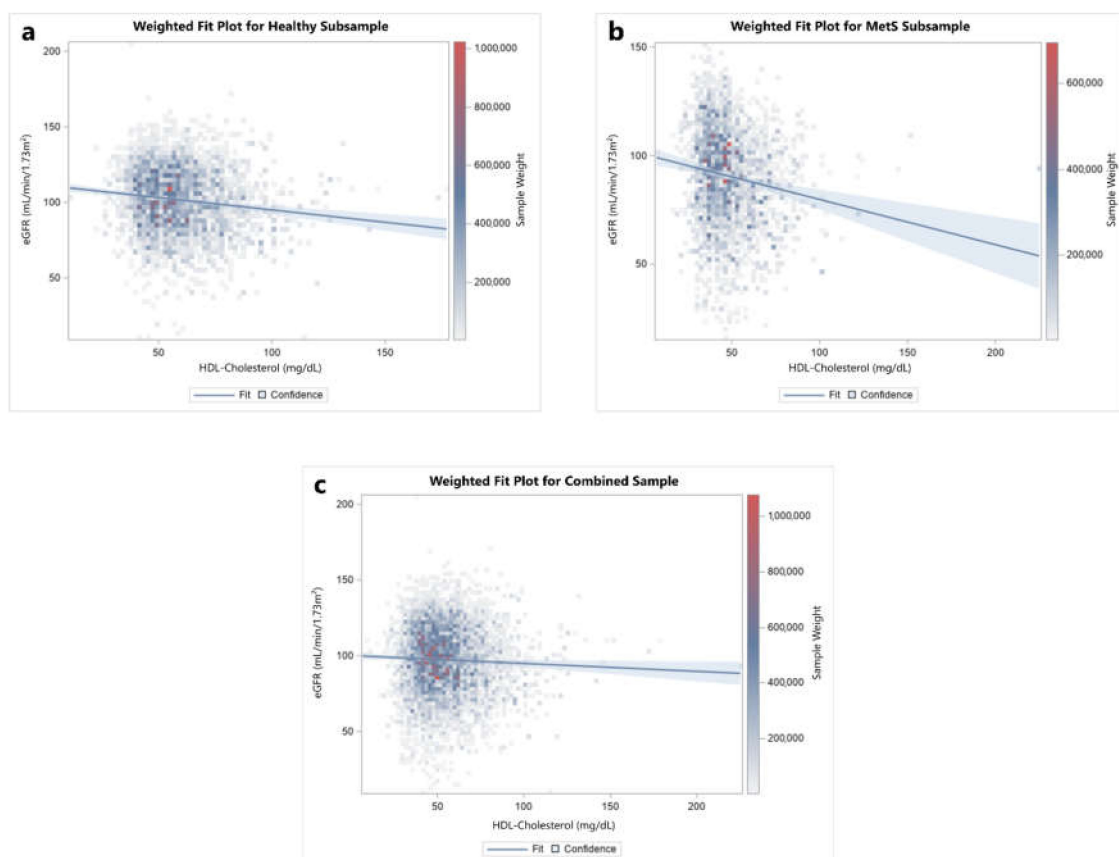 a
Weighted Fit Plot for Healthy Subsample
200
150
100
50
eGFR (mL/min/1.73m²)
50 100 150
HDL-Cholesterol (mg/dL)
Fit Confidence
1,000,000
800,000
600,000
400,000
200,000
Sample Weight
b
Weighted Fit Plot for MetS Subsample
150
100
50
eGFR (mL/min/1.73m²)
50 100 150 200
HDL-Cholesterol (mg/dL)
Fit Confidence
600,000
400,000
200,000
Sample Weight
c
Weighted Fit Plot for Combined Sample
200
150
100
50
eGFR (mL/min/1.73m²)
50 100 150 200
HDL-Cholesterol (mg/dL)
Fit Confidence
1,000,000
800,000
600,000
400,000
200,000
Sample Weight